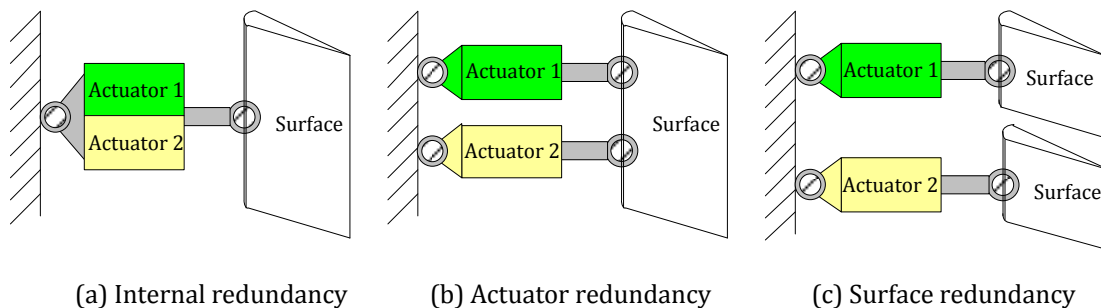 Actuator 1
Actuator 2
Surface
(a) Internal redundancy
Actuator 1
Actuator 2
Surface
(b) Actuator redundancy
Actuator 1
Surface
Actuator 2
Surface
(c) Surface redundancy